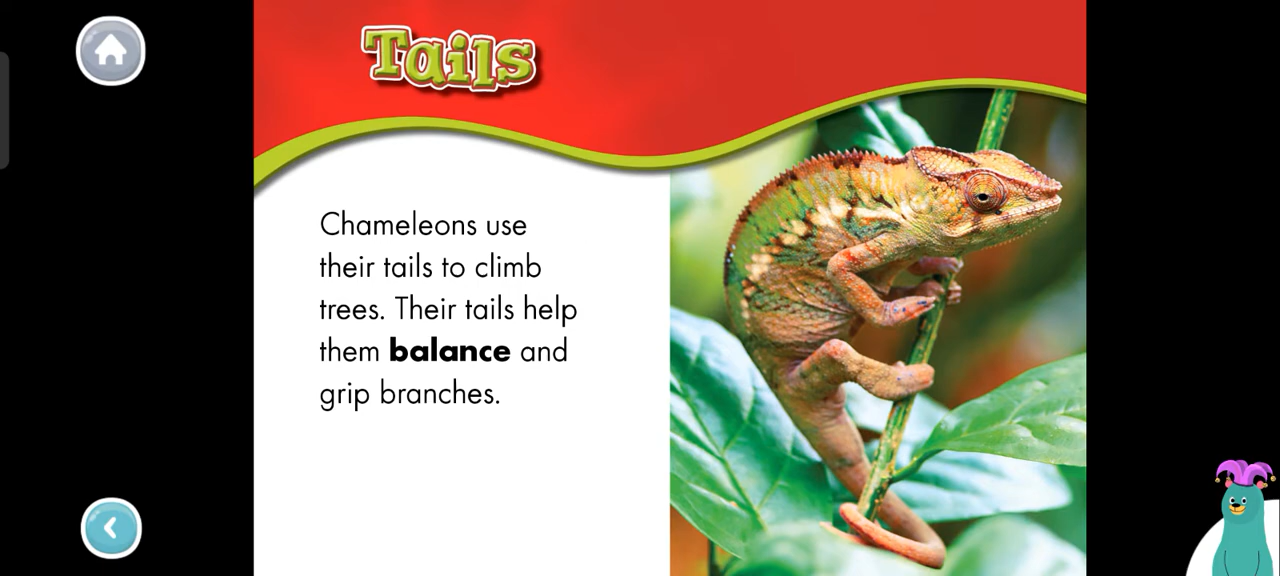 Tails
Chameleons use
their tails to climb
trees. Their tails help
them balance and
grip branches.